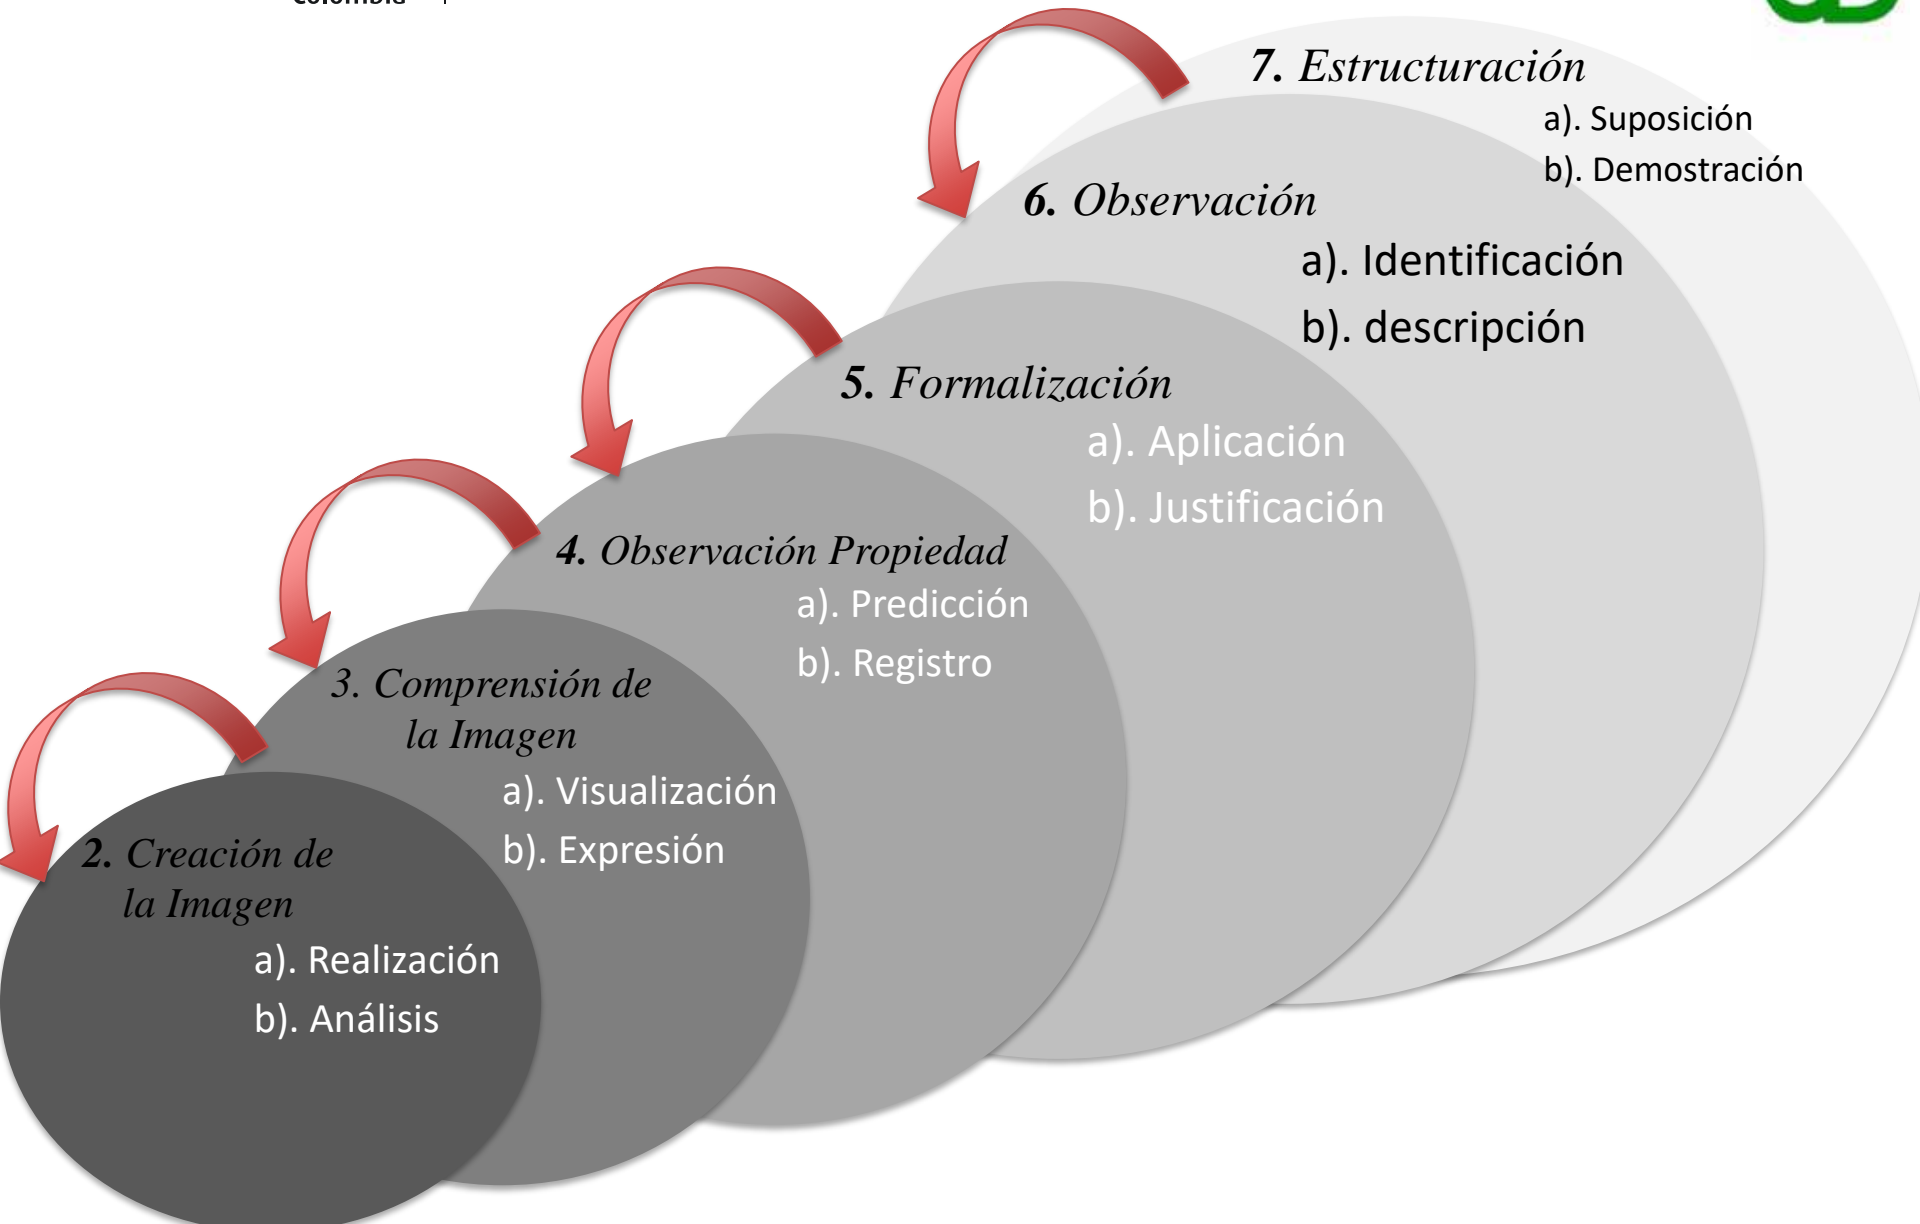 Colombia
7. Estructuración
a). Suposición
b). Demostración
6. Observación
a). Identificación
b). descripción
5. Formalización
a). Aplicación
b). Justificación
4. Observación Propiedad
a). Predicción
b). Registro
3. Comprensión de
la Imagen
a). Visualización
b). Expresión
2. Creación de
la Imagen
a). Realización
b). Análisis